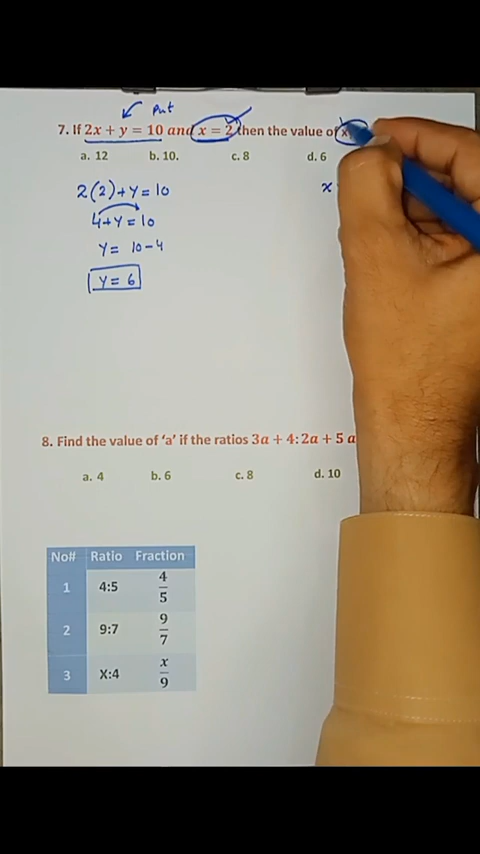 Put
7. If 2x + y = 10 and x = 2 then the value of x
a. 12 b. 10. c. 8 d. 6
2(2)+y=10 x
4+y=10
y= 10-4
y= 6
8. Find the value of ‘a’ if the ratios 3a + 4: 2a + 5 a
a. 4 b. 6 c. 8 d. 10
No# Ratio Fraction
1 4:5 4/5
2 9:7 9/7
3 X:4 x/9